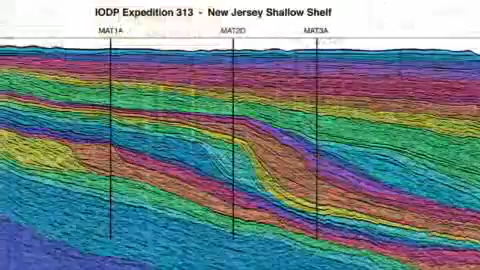 IODP Expedition 313 - New Jersey Shallow Shelf
MAT1A MAT2D MAT3A